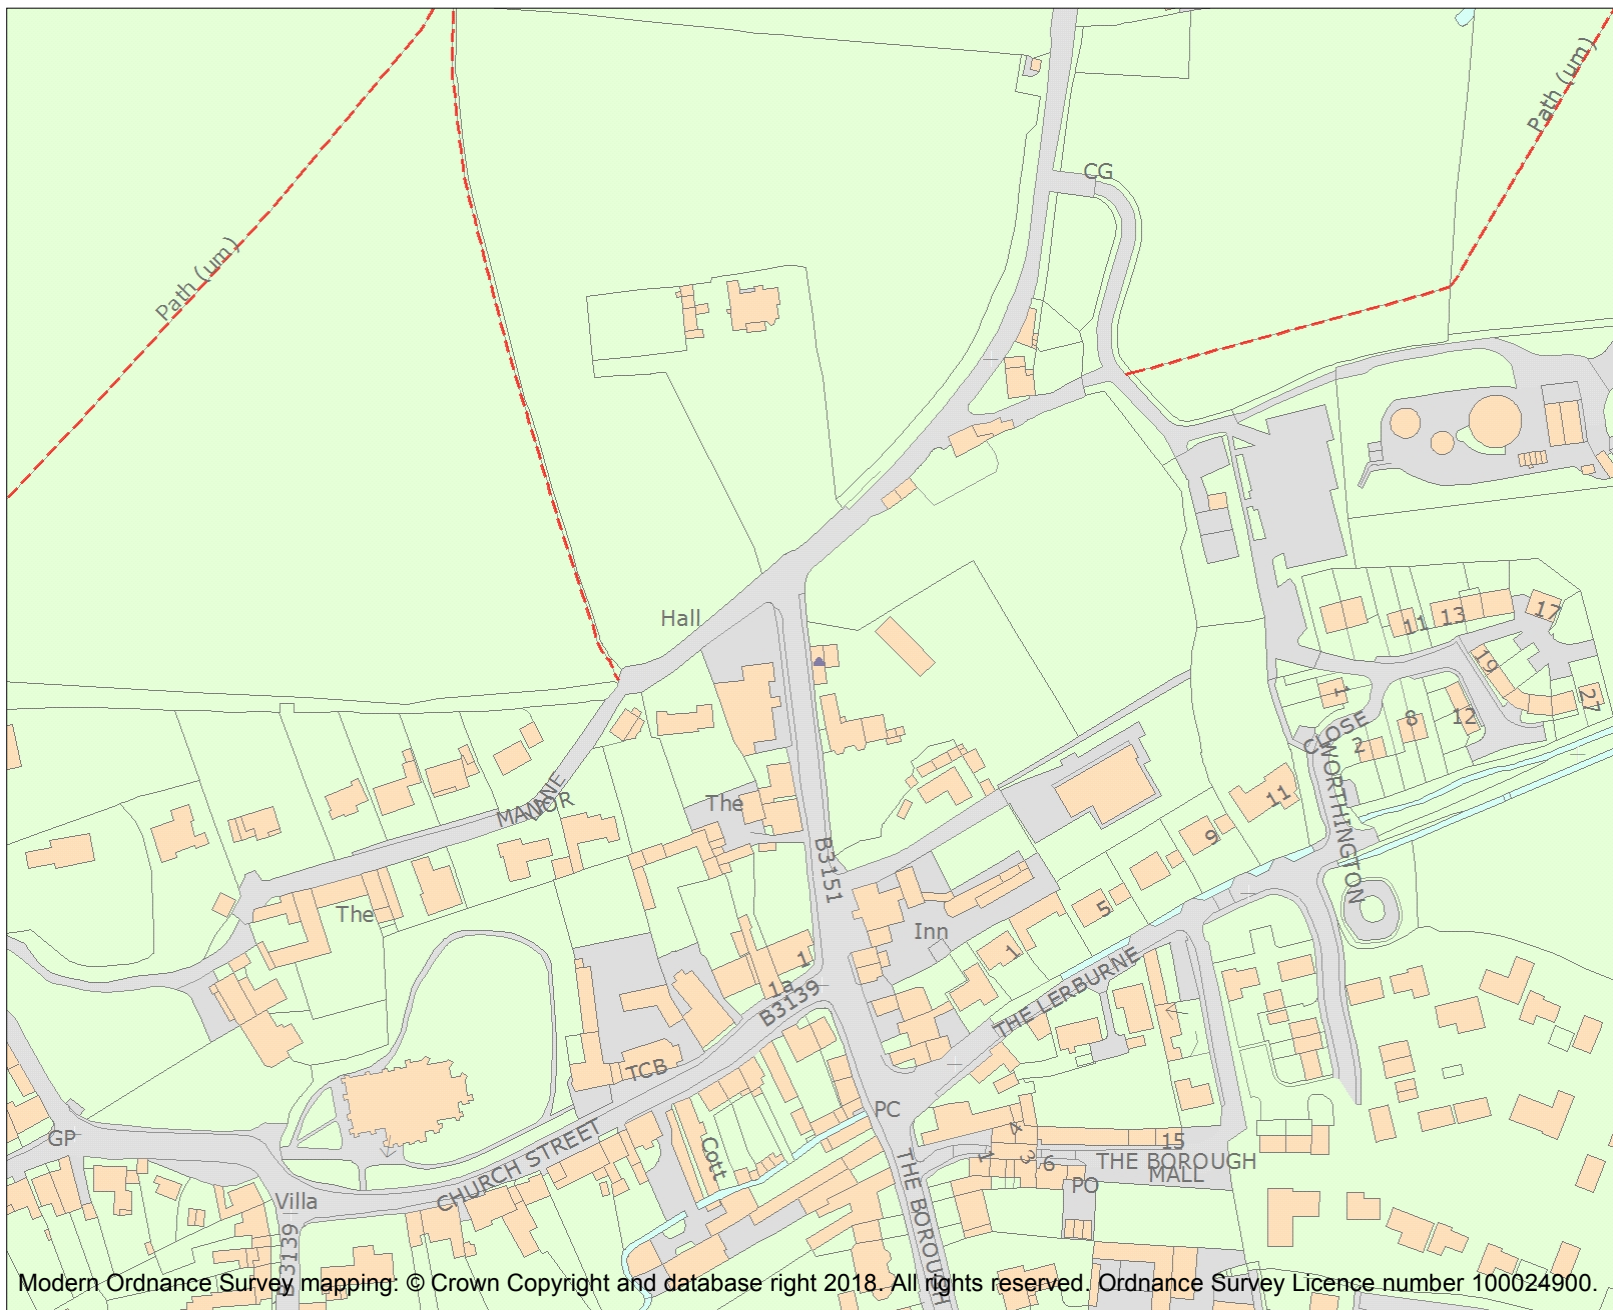 Path (um)
CG
Path (um)
Hall
11
13
17
19
27
1
CLOSE
2
8
12
WORTHINGTON
MANOR
LANE
The
B3151
11
9
The
Inn
5
1
1
1a
B3139
THE LERBURNE
TCB
PC
GP
CHURCH STREET
Cott
4
1
3
6
15
THE BOROUGH
MALL
PO
Villa
B3139
THE BOROUGH
Modern Ordnance Survey mapping: © Crown Copyright and database right 2018. All rights reserved. Ordnance Survey Licence number 100024900.